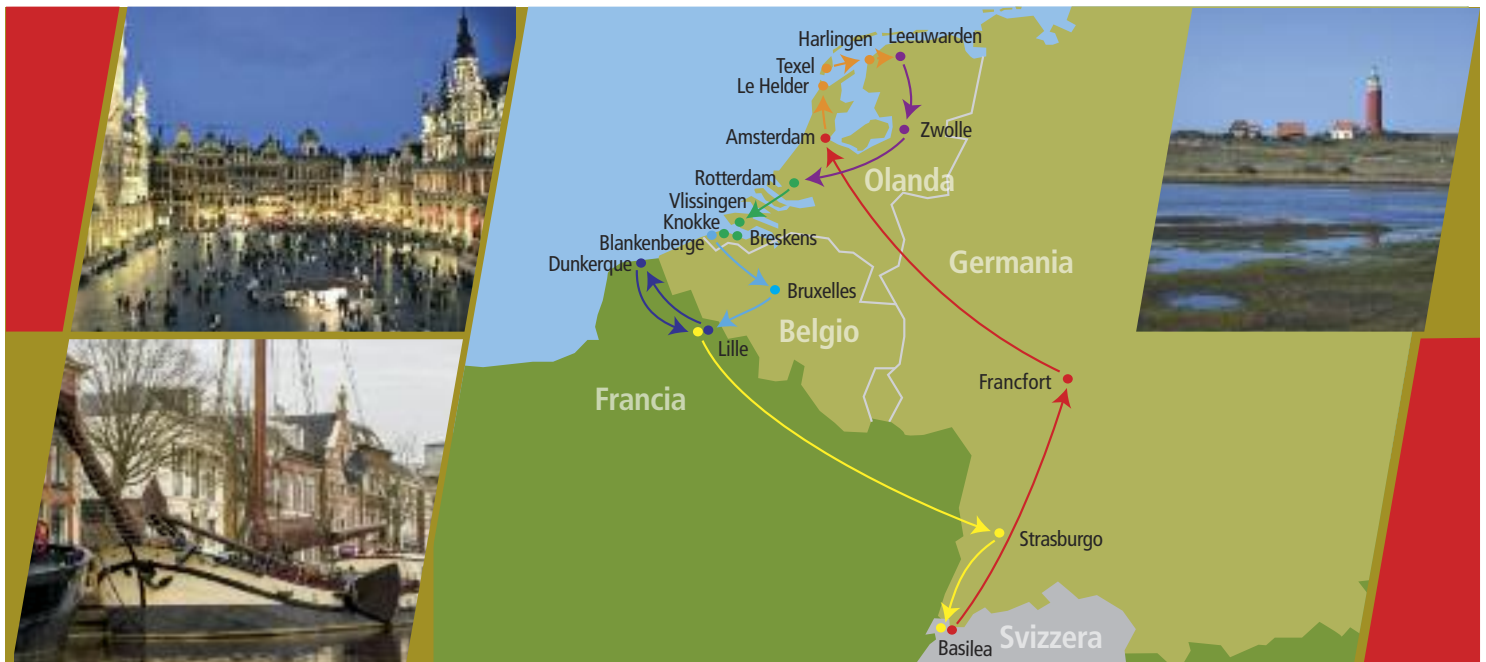 Harlingen
Leeuwarden
Texel
Le Helder
Amsterdam
Zwolle
Rotterdam
Olanda
Vlissingen
Knokke
Blankenberge
Breskens
Dunkerque
Germania
Bruxelles
Belgio
Lille
Francfort
Francia
Strasburgo
Svizzera
Basilea